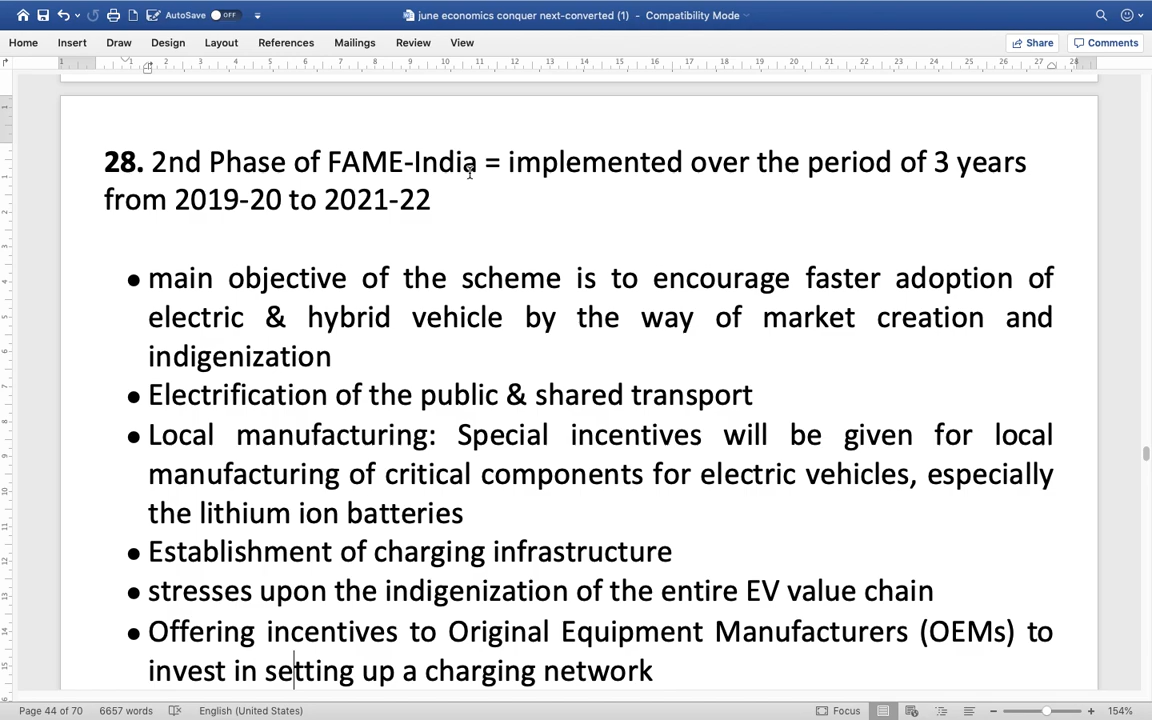 AutoSave OFF june economics conquer next-converted (1) - Compatibility Mode
Home Insert Draw Design Layout References Mailings Review View Share Comments
28. 2nd Phase of FAME-India = implemented over the period of 3 years
from 2019-20 to 2021-22
● main objective of the scheme is to encourage faster adoption of
electric & hybrid vehicle by the way of market creation and
indigenization
● Electrification of the public & shared transport
● Local manufacturing: Special incentives will be given for local
manufacturing of critical components for electric vehicles, especially
the lithium ion batteries
● Establishment of charging infrastructure
● stresses upon the indigenization of the entire EV value chain
● Offering incentives to Original Equipment Manufacturers (OEMs) to
invest in setting up a charging network
Page 44 of 70 6657 words English (United States) Focus 154%